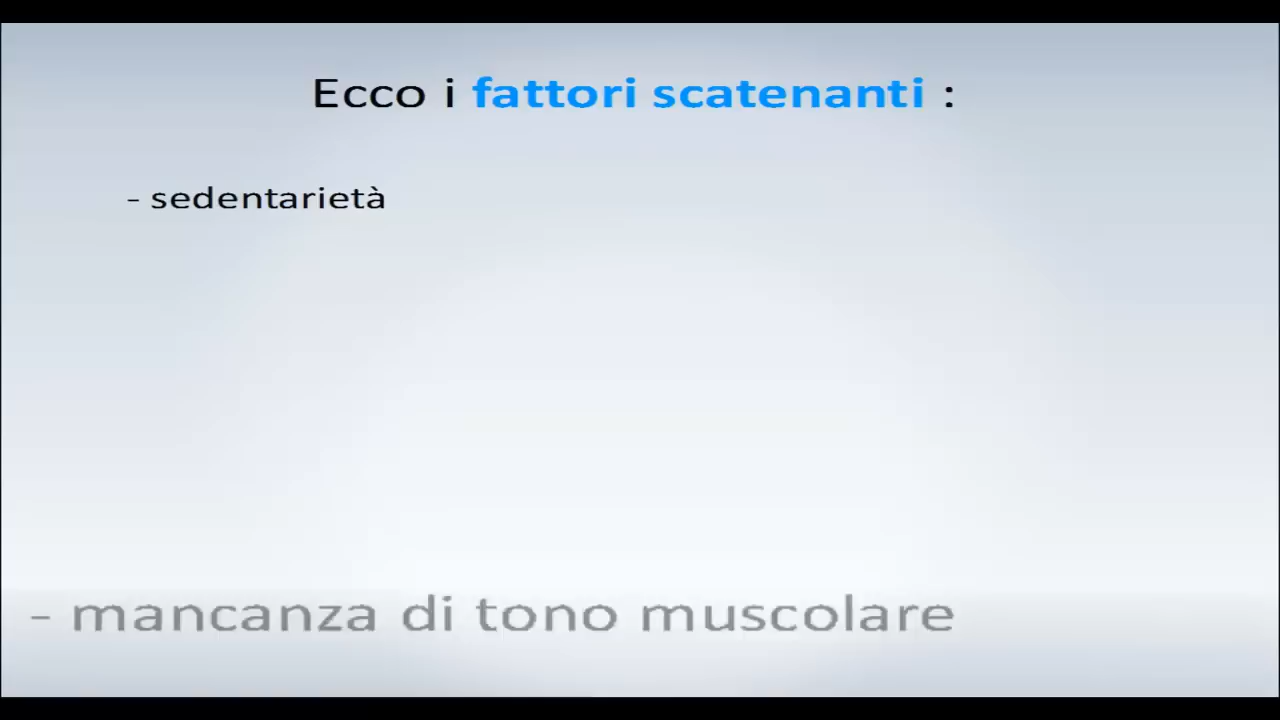 Ecco i fattori scatenanti :
- sedentarietà
- mancanza di tono muscolare